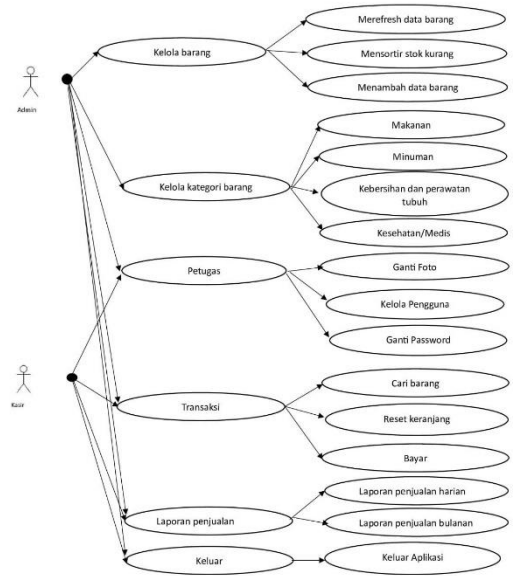 Merefresh data barang
Kelola barang
Mensortir stok kurang
Admin
Menambah data barang
Makanan
Minuman
Kelola kategori barang
Kebersihan dan perawatan
tubuh
Kesehatan/Medis
Petugas
Ganti Foto
Kelola Pengguna
Ganti Password
Kasir
Cari barang
Transaksi
Reset keranjang
Bayar
Laporan penjualan harian
Laporan penjualan
Laporan penjualan bulanan
Keluar
Keluar Aplikasi